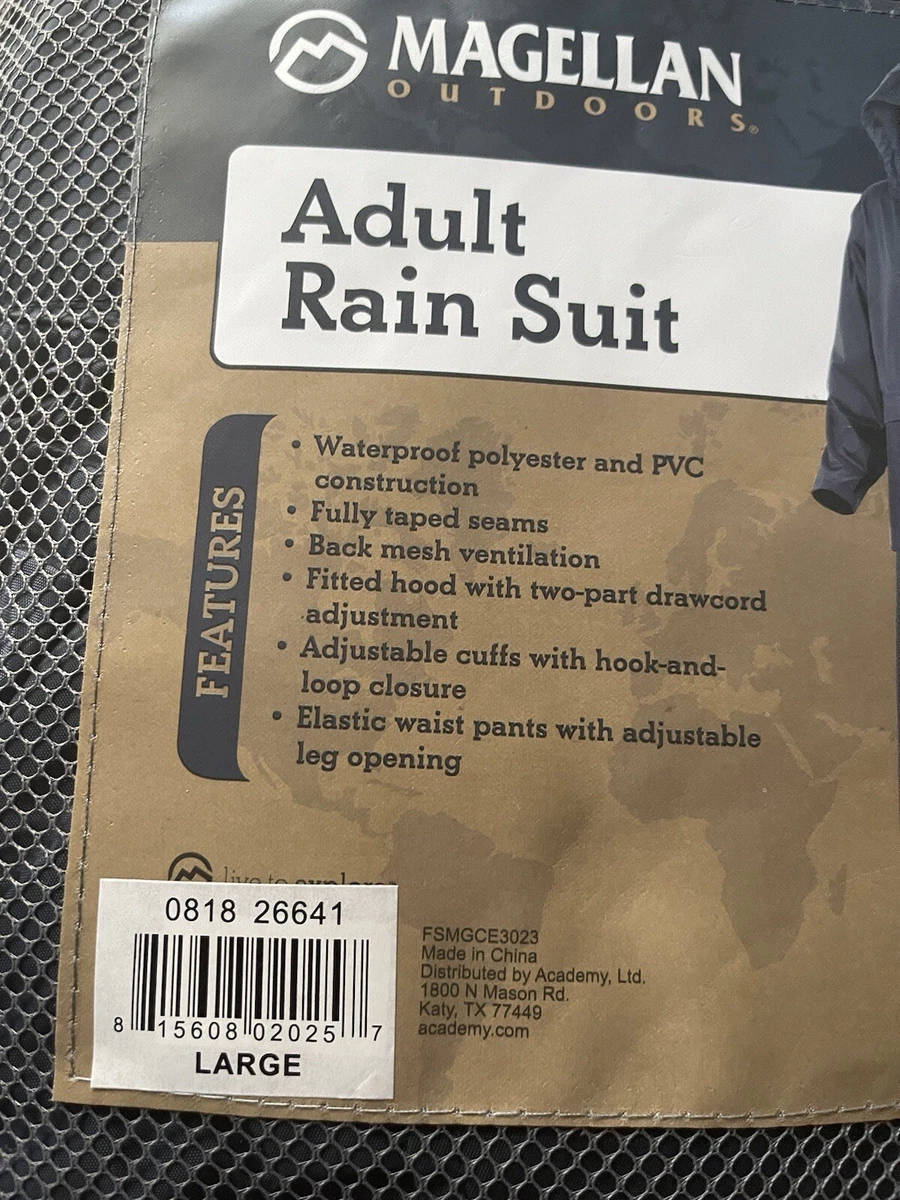 MAGELLAN
OUTDOORS®
Adult
Rain Suit
FEATURES
• Waterproof polyester and PVC
construction
• Fully taped seams
• Back mesh ventilation
• Fitted hood with two-part drawcord
adjustment
• Adjustable cuffs with hook-and-
loop closure
• Elastic waist pants with adjustable
leg opening
live to explore
0818 26641
8 15608 02025 7
LARGE
FSMGCE3023
Made in China
Distributed by Academy, Ltd.
1800 N Mason Rd.
Katy, TX 77449
academy.com